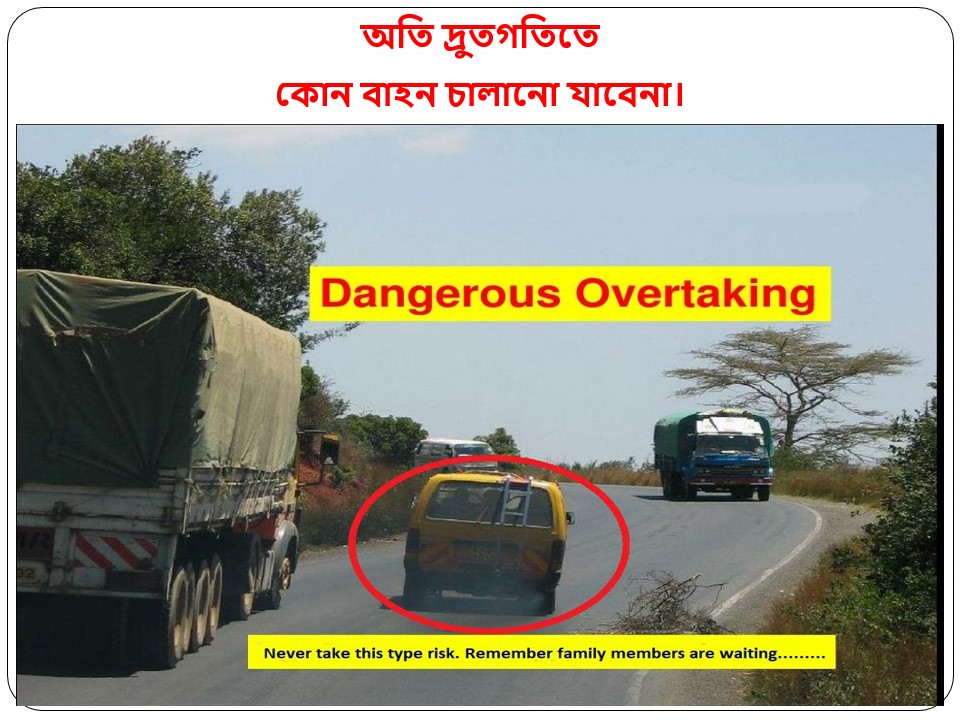 অতি দ্রুতগতিতে
কোন বাহন চালানো যাবেনা।
Dangerous Overtaking
Never take this type risk. Remember family members are waiting.........